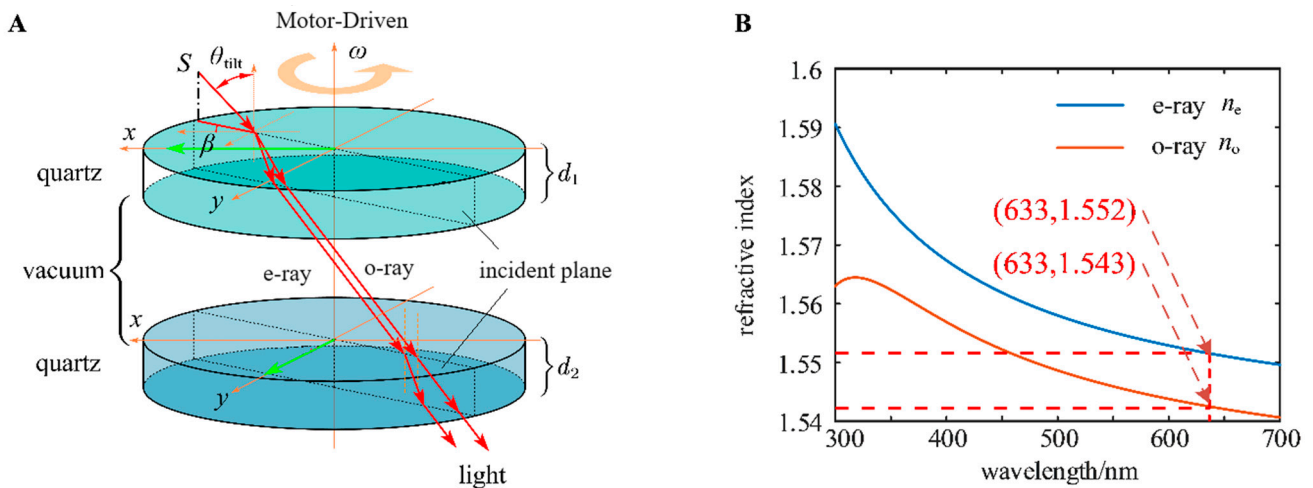 A
Motor-Driven
S
θtilt
ω
x
β
y
quartz
d1
vacuum
e-ray
o-ray
incident plane
x
quartz
y
d2
light
B
refractive index
1.6
1.59
1.58
1.57
1.56
1.55
1.54
e-ray ne
o-ray no
(633,1.552)
(633,1.543)
300 400 500 600 700
wavelength/nm